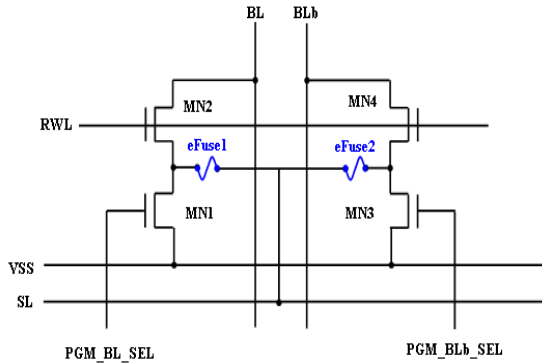 BL BLb
MN2 MN4
RWL
eFuse1 eFuse2
MN1 MN3
VSS
SL
PGM_BL_SEL PGM_BLb_SEL